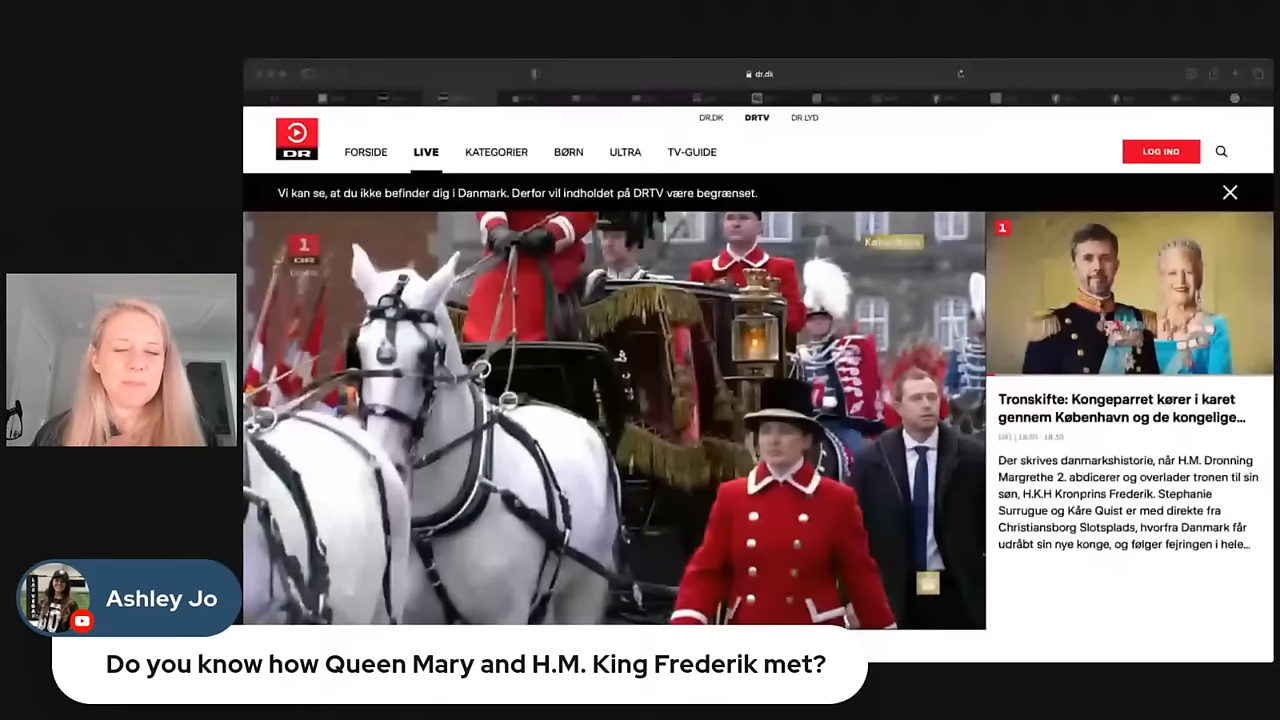 dr.dk
DR.DK DRTV DR LYD
DR
FORSIDE LIVE KATEGORIER BØRN ULTRA TV-GUIDE
LOG IND
Vi kan se, at du ikke befinder dig i Danmark. Derfor vil indholdet på DRTV være begrænset.
1
København
1
Tronskifte: Kongeparret kører i karet
gennem København og de kongelige...
Der skrives danmarkshistorie, når H.M. Dronning
Margrethe 2. abdicerer og overlader tronen til sin
søn, H.K.H Kronprins Frederik. Stephanie
Surrugue og Kåre Quist er med direkte fra
Christiansborg Slotsplads, hvorfra Danmark får
udråbt sin nye konge, og følger fejringen i hele...
Ashley Jo
Do you know how Queen Mary and H.M. King Frederik met?